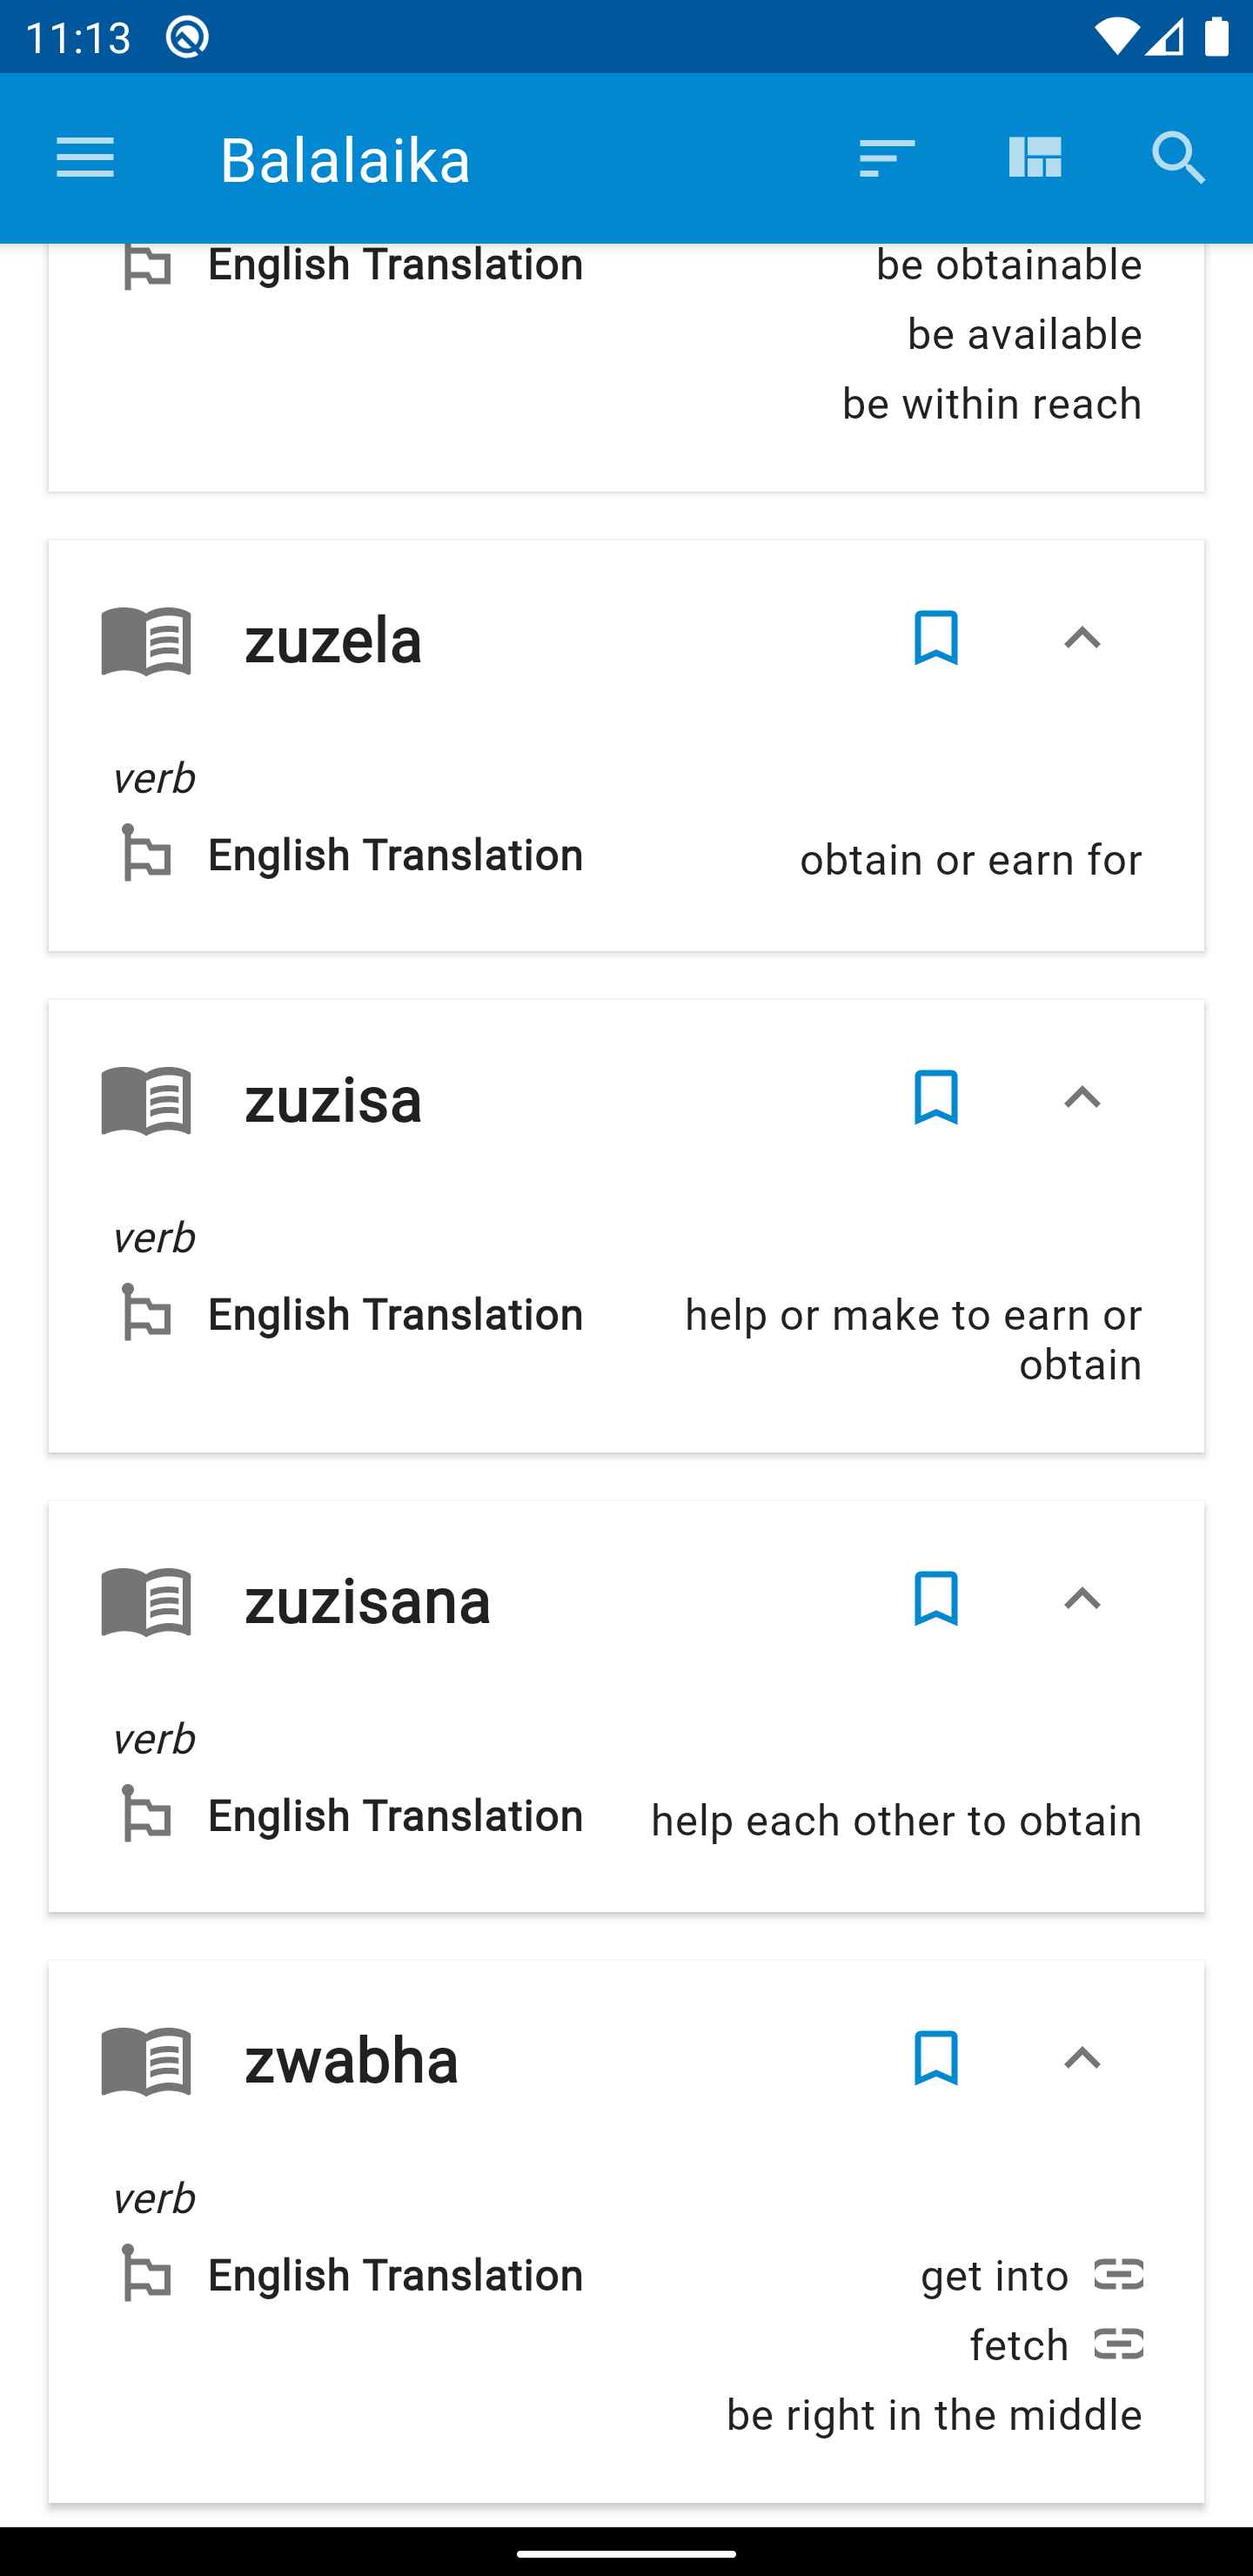 11:13
Balalaika
English Translation be obtainable
be available
be within reach
zuzela
verb
English Translation obtain or earn for
zuzisa
verb
English Translation help or make to earn or
obtain
zuzisana
verb
English Translation help each other to obtain
zwabha
verb
English Translation get into
fetch
be right in the middle